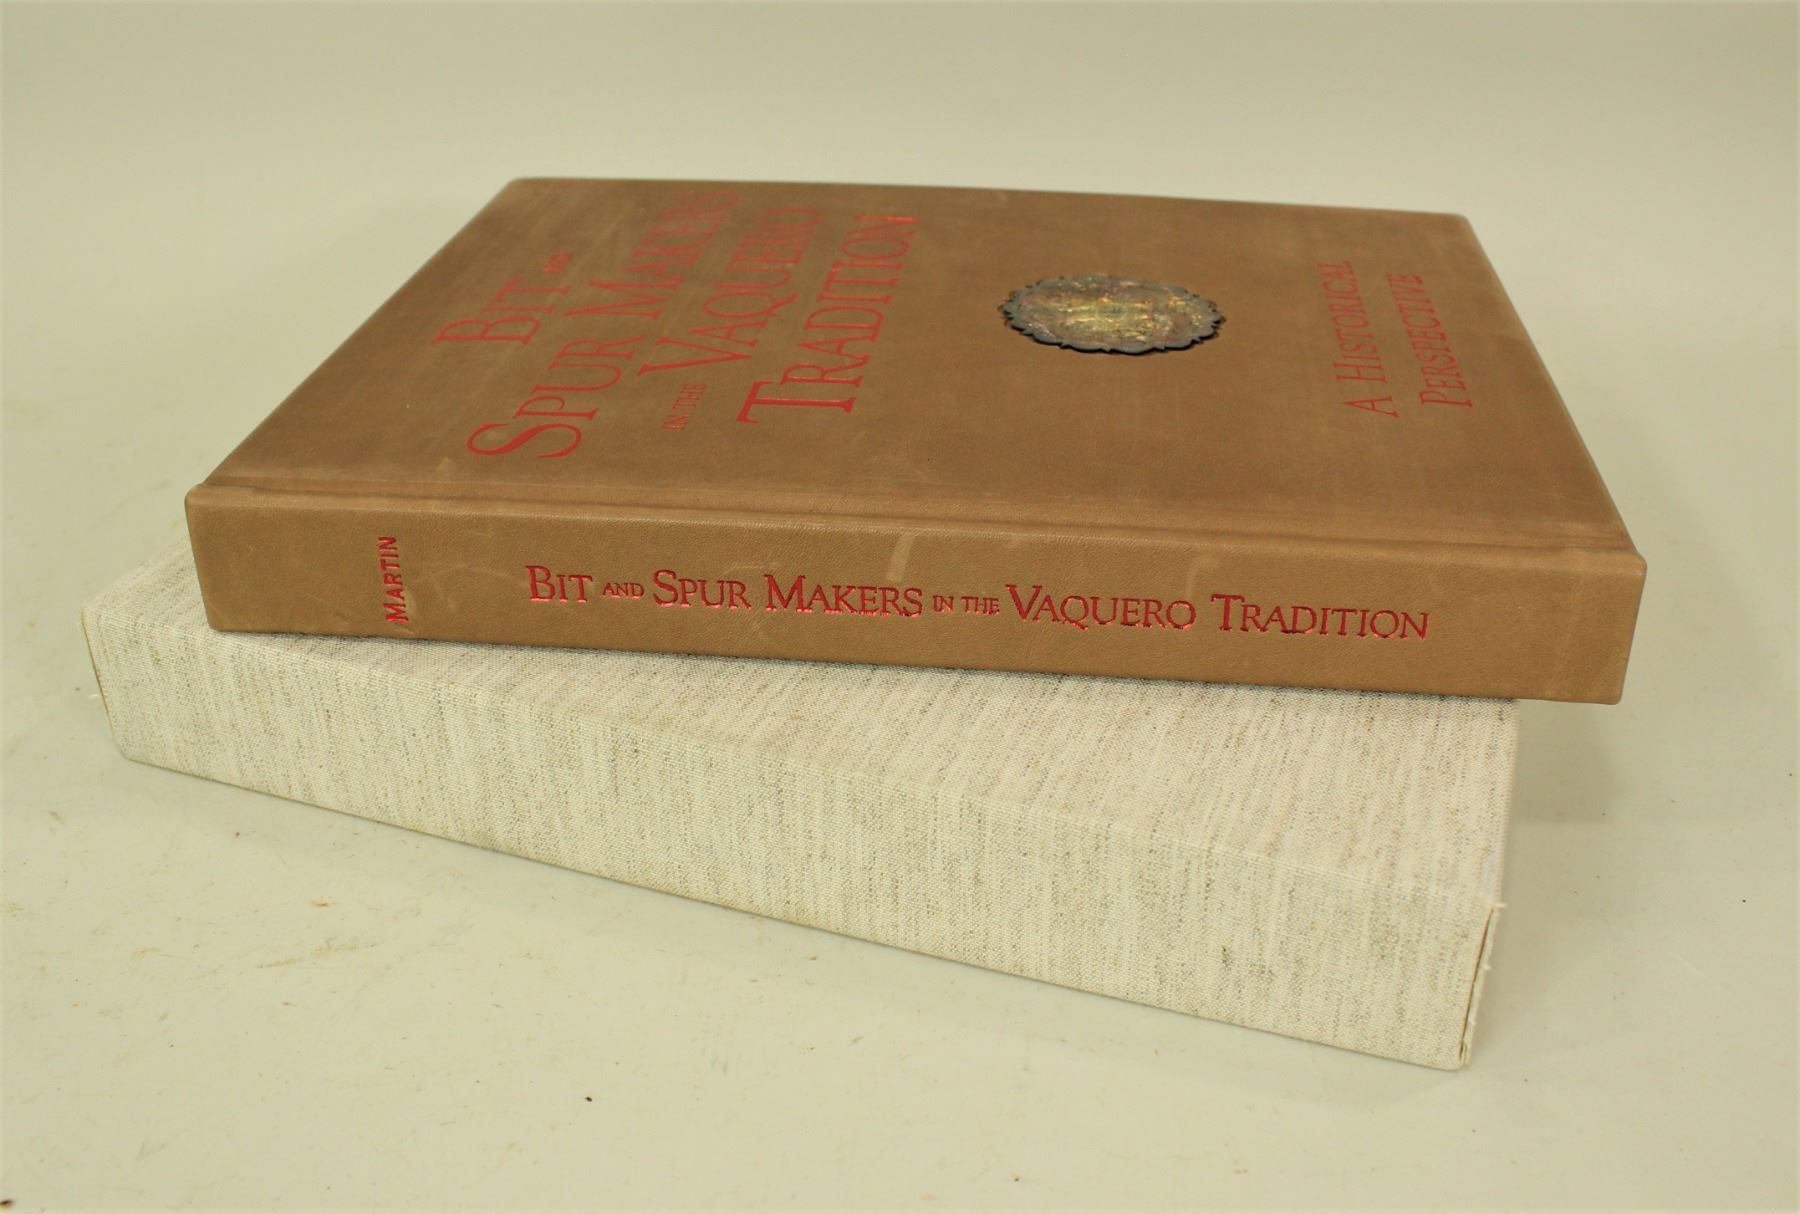 BIT AND
SPUR MAKERS
IN THE VAQUERO
TRADITION
A HISTORICAL
PERSPECTIVE
MARTIN
BIT AND SPUR MAKERS IN THE VAQUERO TRADITION